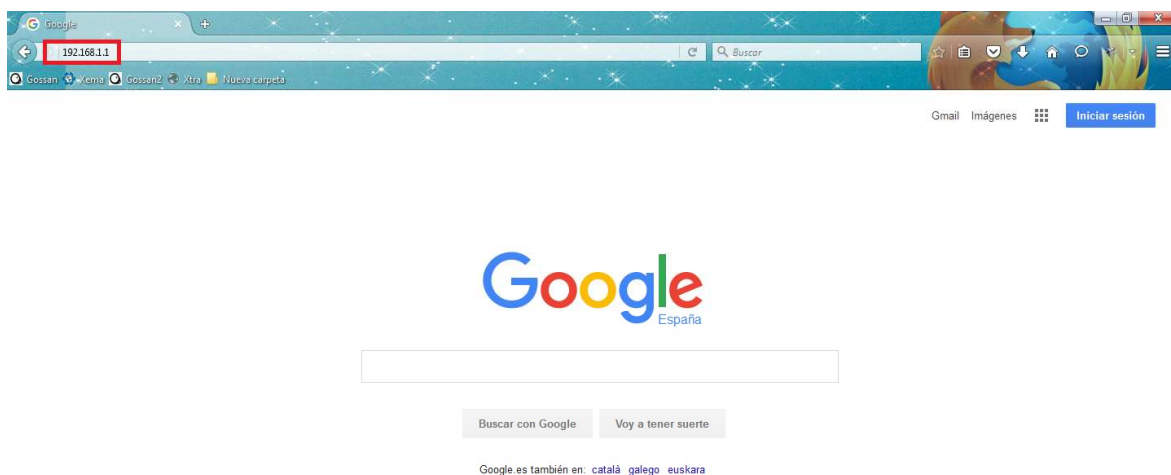 Google
192.168.1.1
Buscar
Gossan Xema Gossan2 Xtra Nueva carpeta
Gmail Imágenes Iniciar sesión
Google
España
Buscar con Google Voy a tener suerte
Google.es también en: català galego euskara